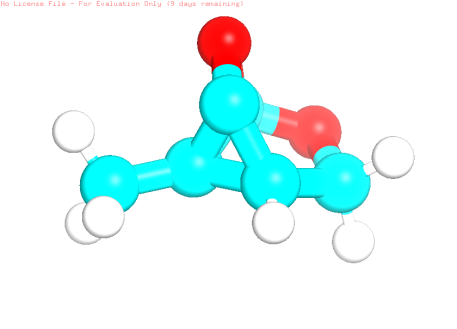 No License File - For Evaluation Only (9 days remaining)